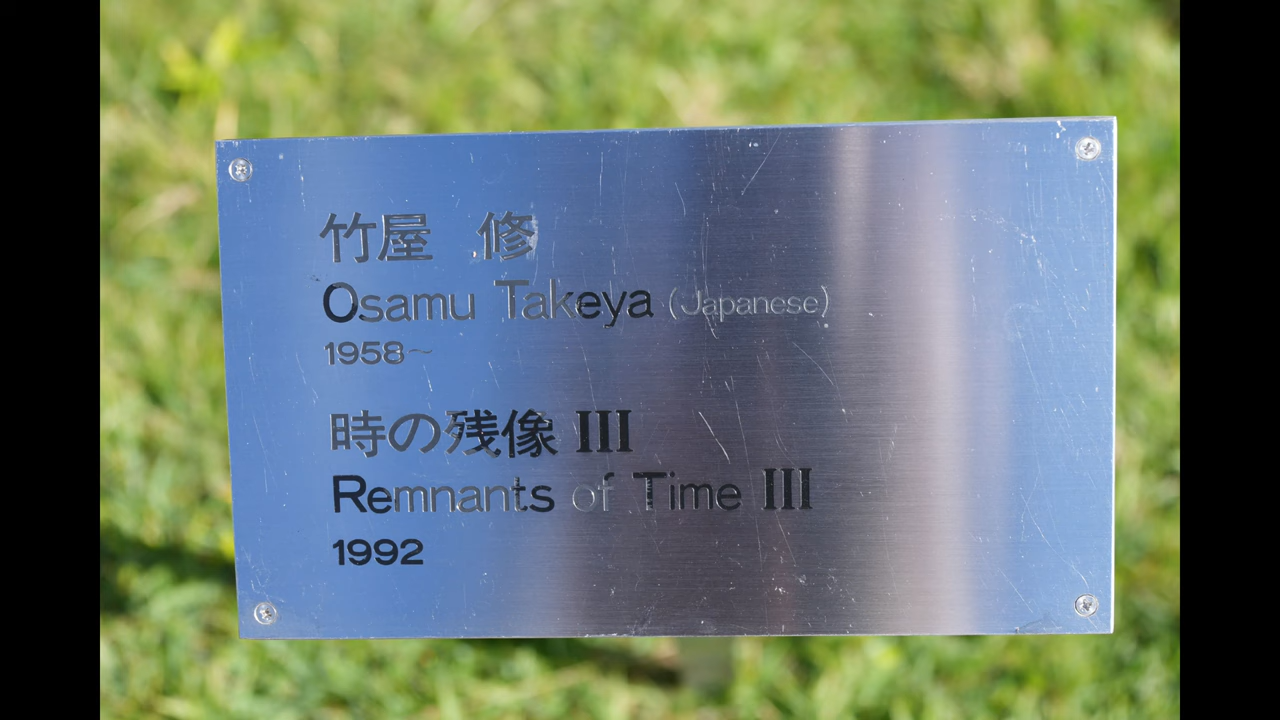 竹屋 修
Osamu Takeya (Japanese)
1958~
時の残像 III
Remnants of Time III
1992